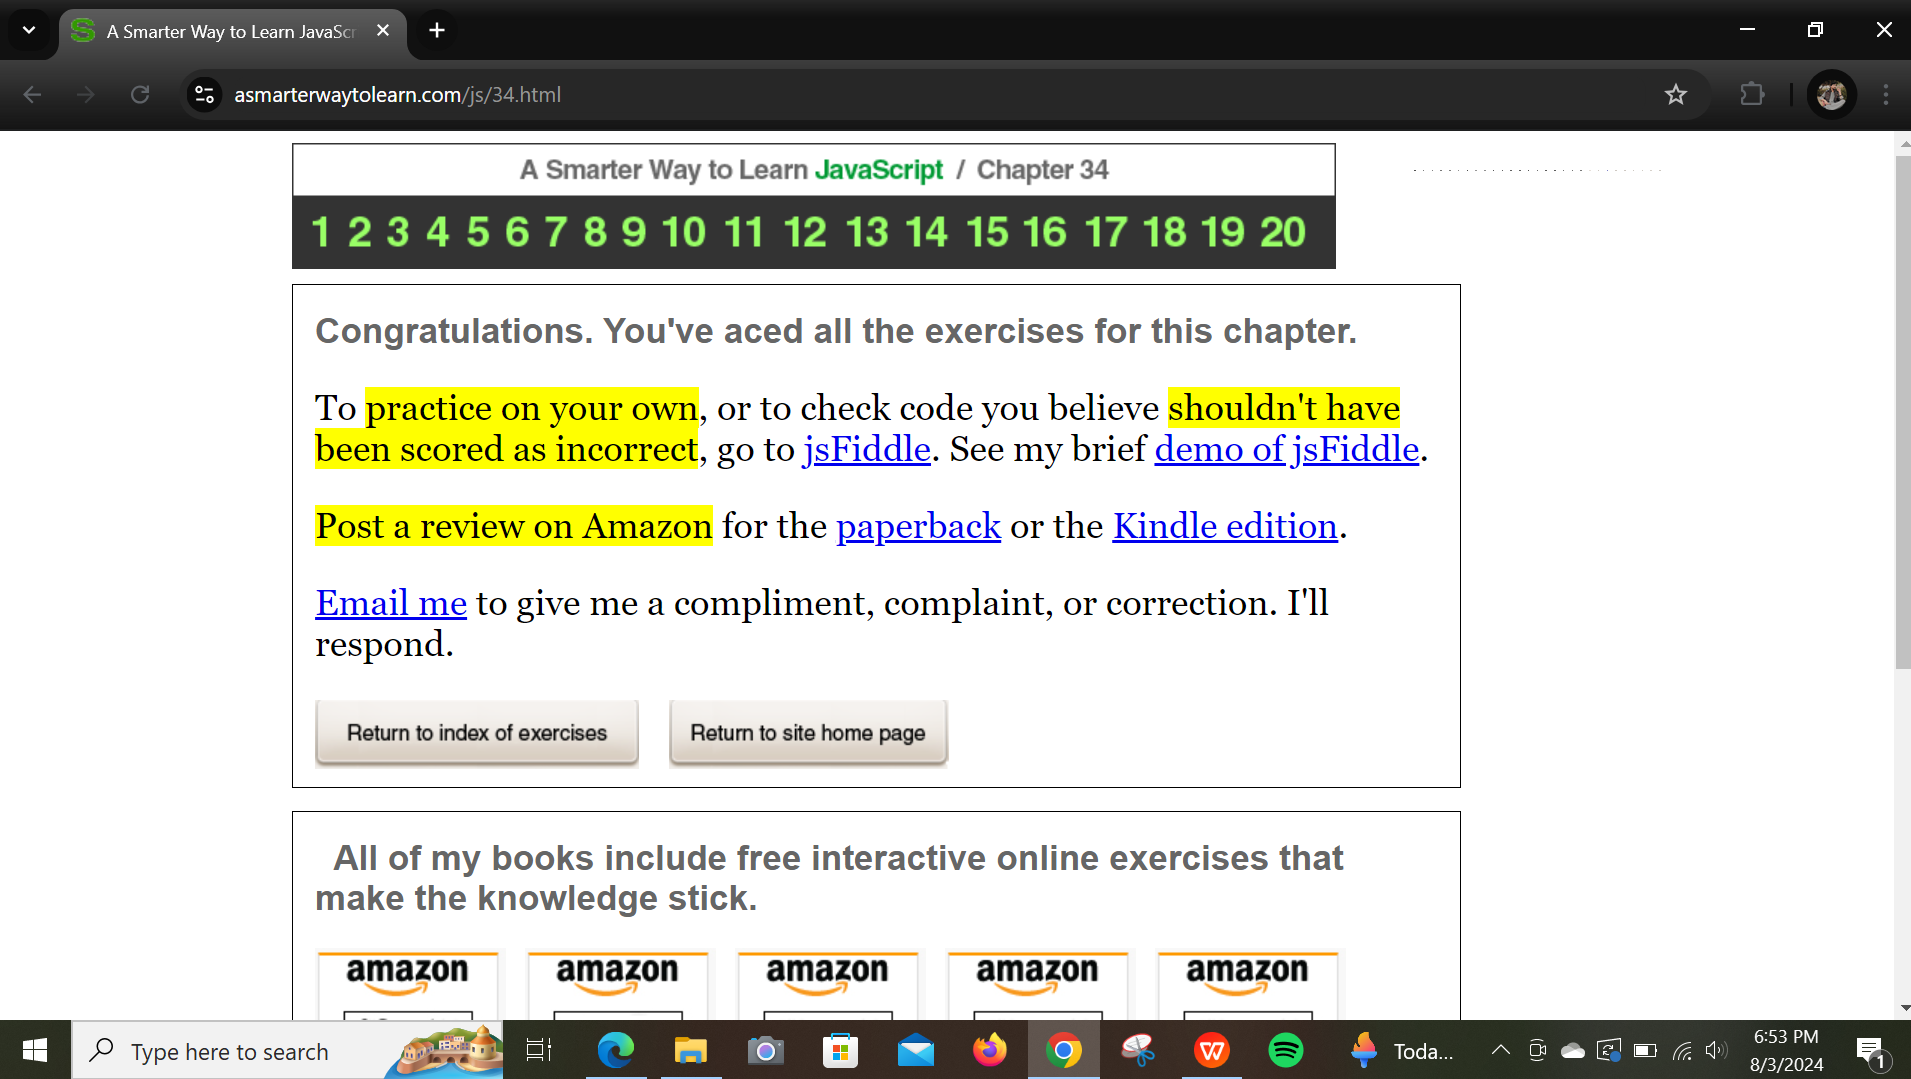 A Smarter Way to Learn JavaScr
asmarterwaytolearn.com/js/34.html
A Smarter Way to Learn JavaScript / Chapter 34
1 2 3 4 5 6 7 8 9 10 11 12 13 14 15 16 17 18 19 20
Congratulations. You've aced all the exercises for this chapter.
To practice on your own, or to check code you believe shouldn't have
been scored as incorrect, go to jsFiddle. See my brief demo of jsFiddle.
Post a review on Amazon for the paperback or the Kindle edition.
Email me to give me a compliment, complaint, or correction. I'll
respond.
Return to index of exercises Return to site home page
All of my books include free interactive online exercises that
make the knowledge stick.
amazon amazon amazon amazon amazon
Type here to search
Toda...
6:53 PM
8/3/2024
1